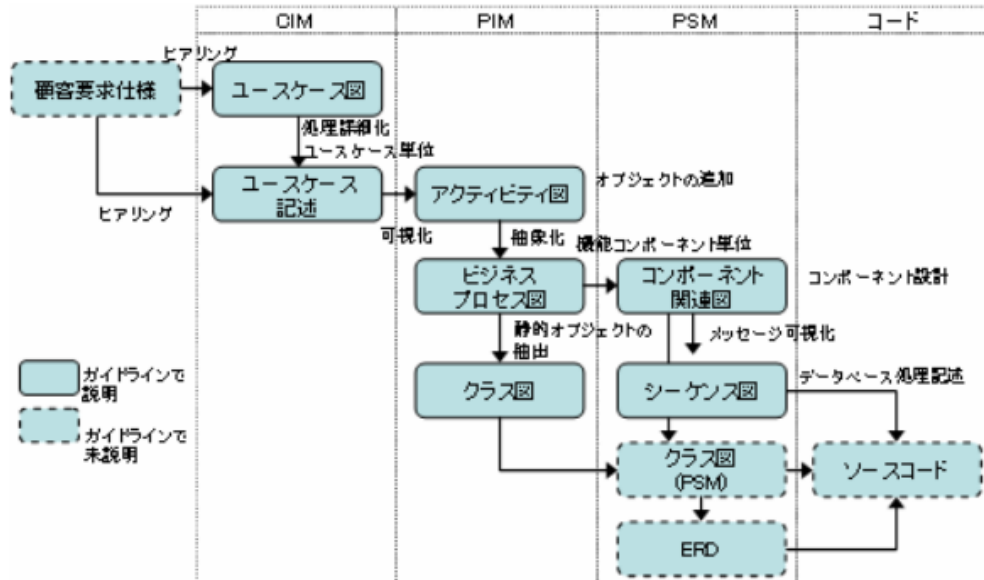 CIM
PIM
PSM
コード
ヒアリング
顧客要求仕様
ユースケース図
処理詳細化
ユースケース単位
ユースケース
記述
ヒアリング
可視化
アクティビティ図
オブジェクトの追加
抽象化
機能コンポーネント単位
ビジネス
プロセス図
コンポーネント
関連図
コンポーネント設計
静的オブジェクトの
抽出
メッセージ可視化
クラス図
シーケンス図
データベース処理記述
ガイドラインで
説明
ガイドラインで
未説明
クラス図
(PSM)
ソースコード
ERD